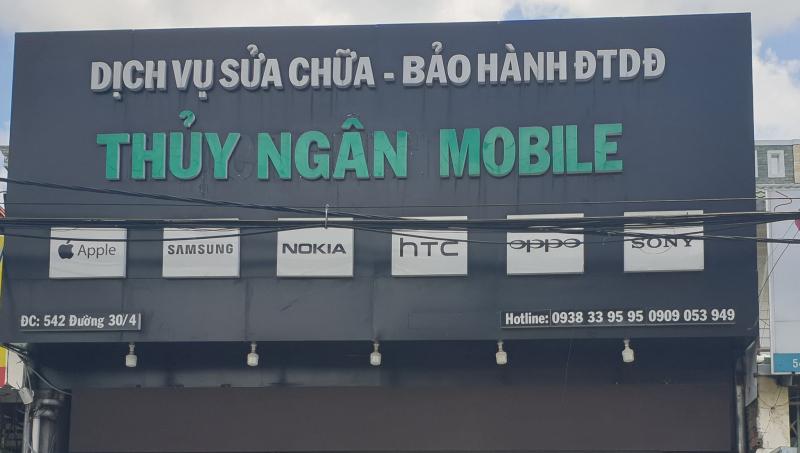 DỊCH VỤ SỬA CHỮA - BẢO HÀNH ĐTDĐ
THỦY NGÂN MOBILE
Apple SAMSUNG NOKIA hTC oppo SONY
ĐC: 542 Đường 30/4 Hotline: 0938 33 95 95 0909 053 949